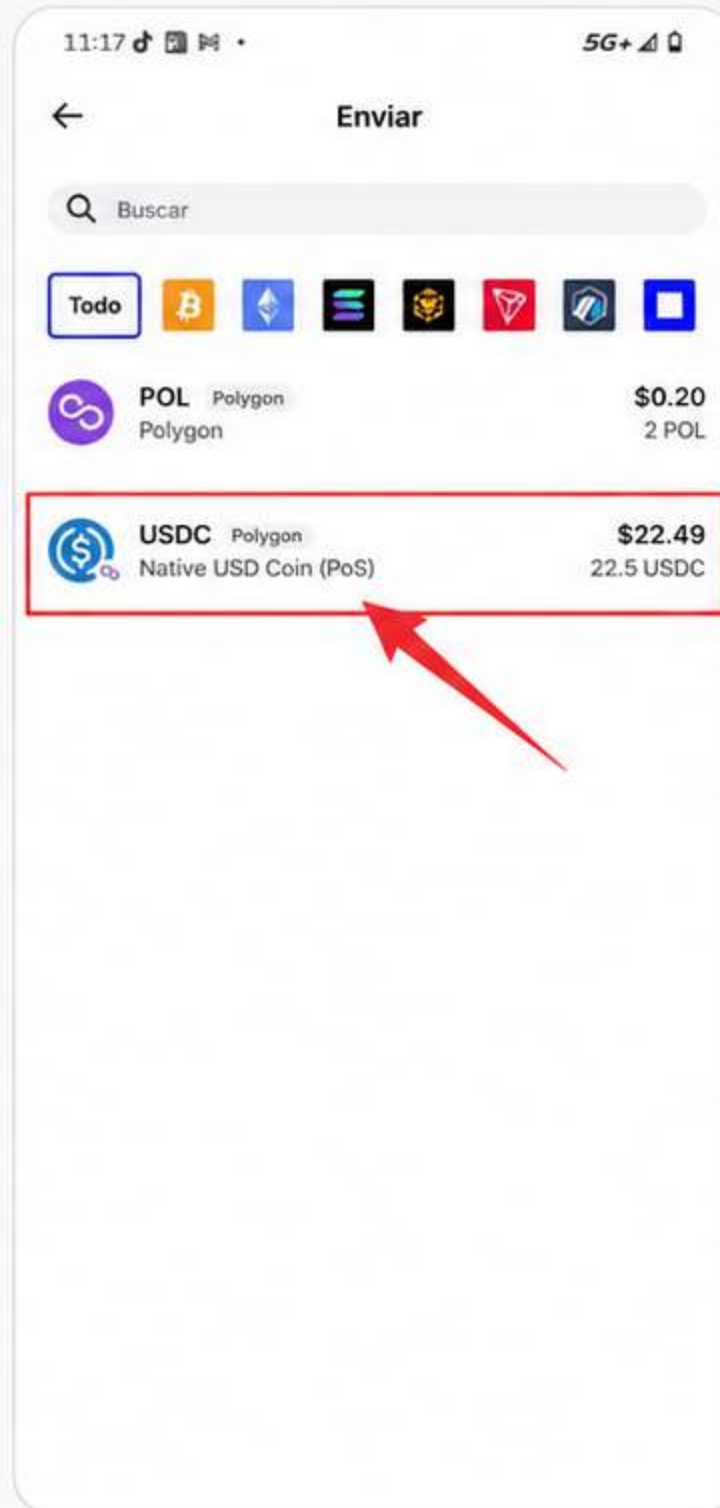 11:17
5G+
Enviar
Buscar
Todo
POL Polygon $0.20
Polygon 2 POL
USDC Polygon $22.49
Native USD Coin (PoS) 22.5 USDC